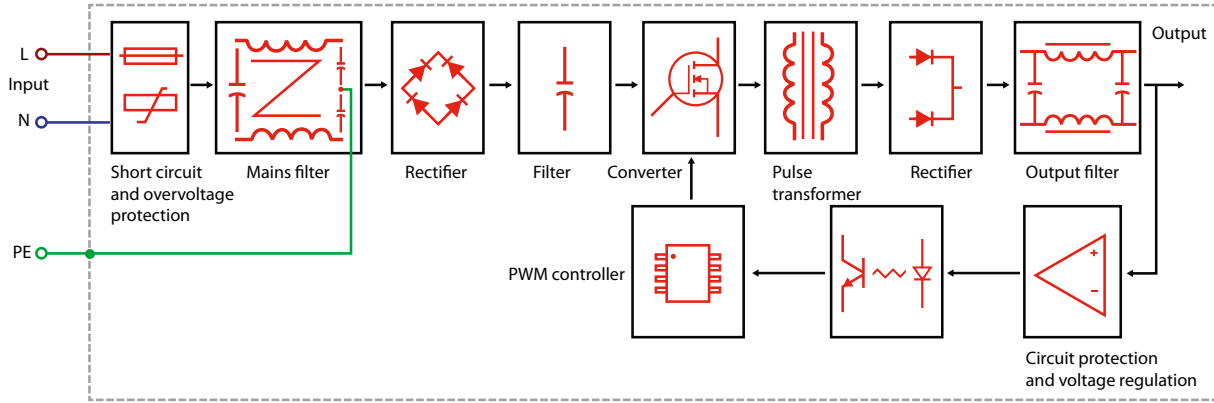 L
Input
N
PE
Short circuit
and overvoltage
protection
Mains filter
Rectifier
Filter
Converter
Pulse
transformer
Rectifier
Output filter
Output
PWM controller
+
−
Circuit protection
and voltage regulation